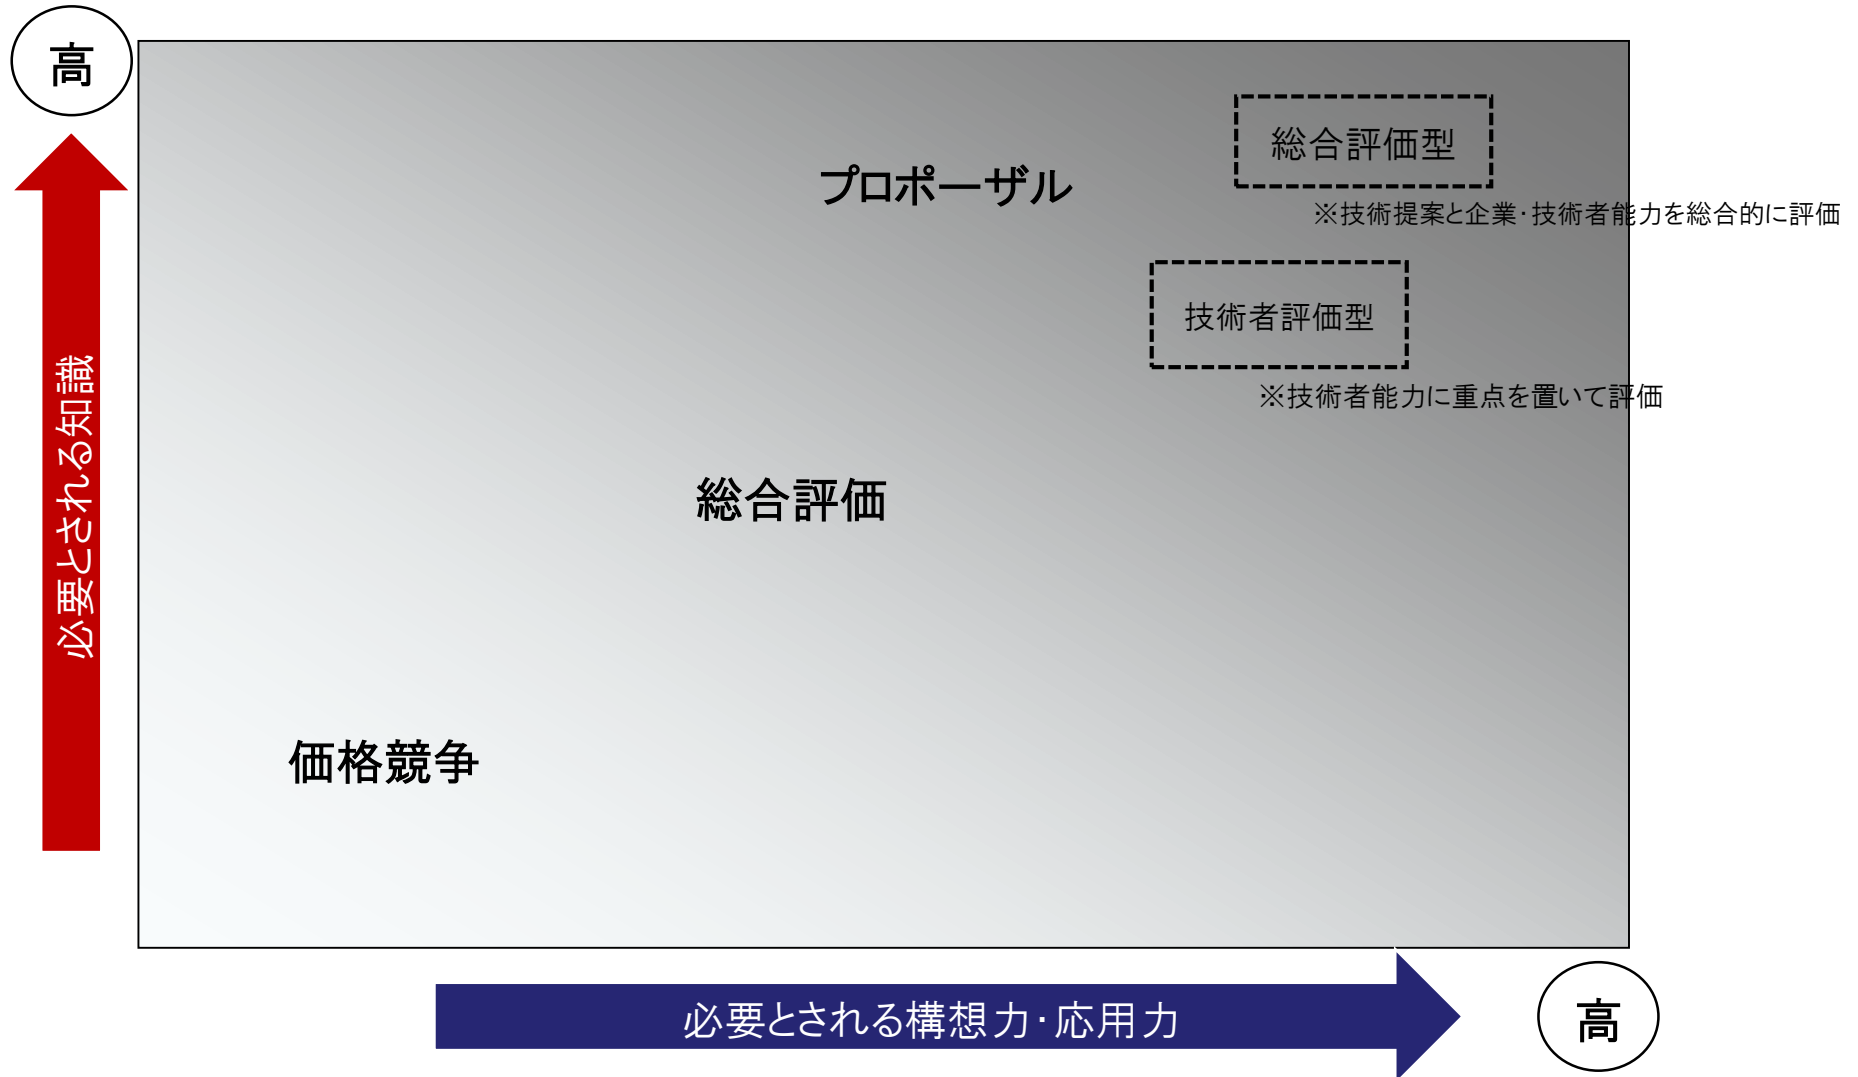 高
総合評価型
プロポーザル
※技術提案と企業・技術者能力を総合的に評価
技術者評価型
※技術者能力に重点を置いて評価
必要とされる知識
総合評価
価格競争
必要とされる構想力・応用力
高